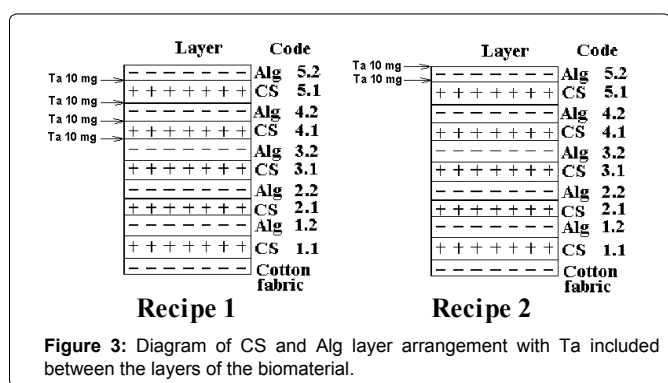 Layer Code
Alg 5.2
Ta 10 mg
CS 5.1
Ta 10 mg
Alg 4.2
Ta 10 mg
CS 4.1
Ta 10 mg
Alg 3.2
CS 3.1
Alg 2.2
CS 2.1
Alg 1.2
CS 1.1
Cotton
fabric
Recipe 1
Layer Code
Ta 10 mg
Alg 5.2
Ta 10 mg
CS 5.1
Alg 4.2
CS 4.1
Alg 3.2
CS 3.1
Alg 2.2
CS 2.1
Alg 1.2
CS 1.1
Cotton
fabric
Recipe 2
Figure 3: Diagram of CS and Alg layer arrangement with Ta included
between the layers of the biomaterial.